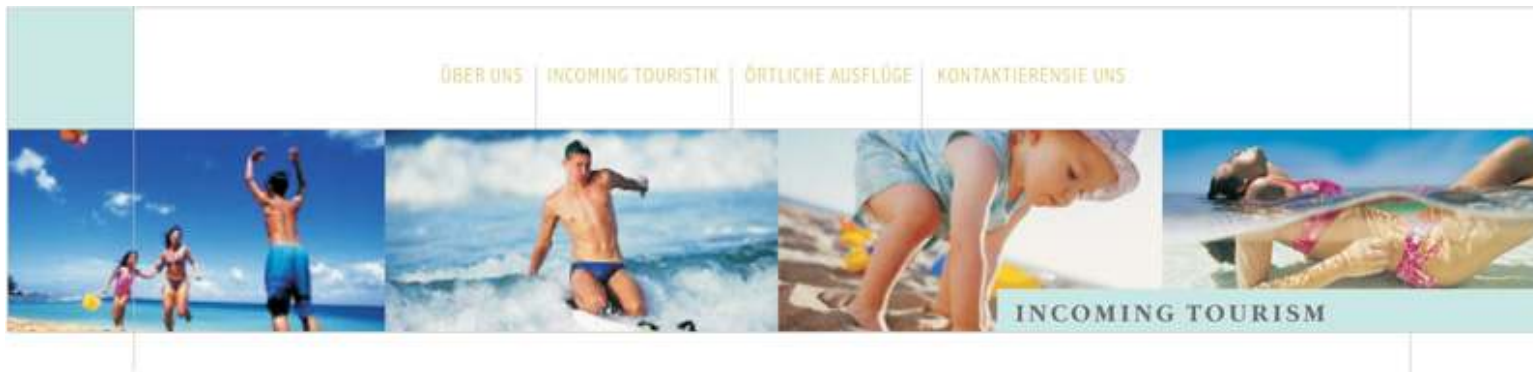 ÜBER UNS INCOMING TOURISTIK ÖRTLICHE AUSFLÜGE KONTAKTIERENSIE UNS
INCOMING TOURISM